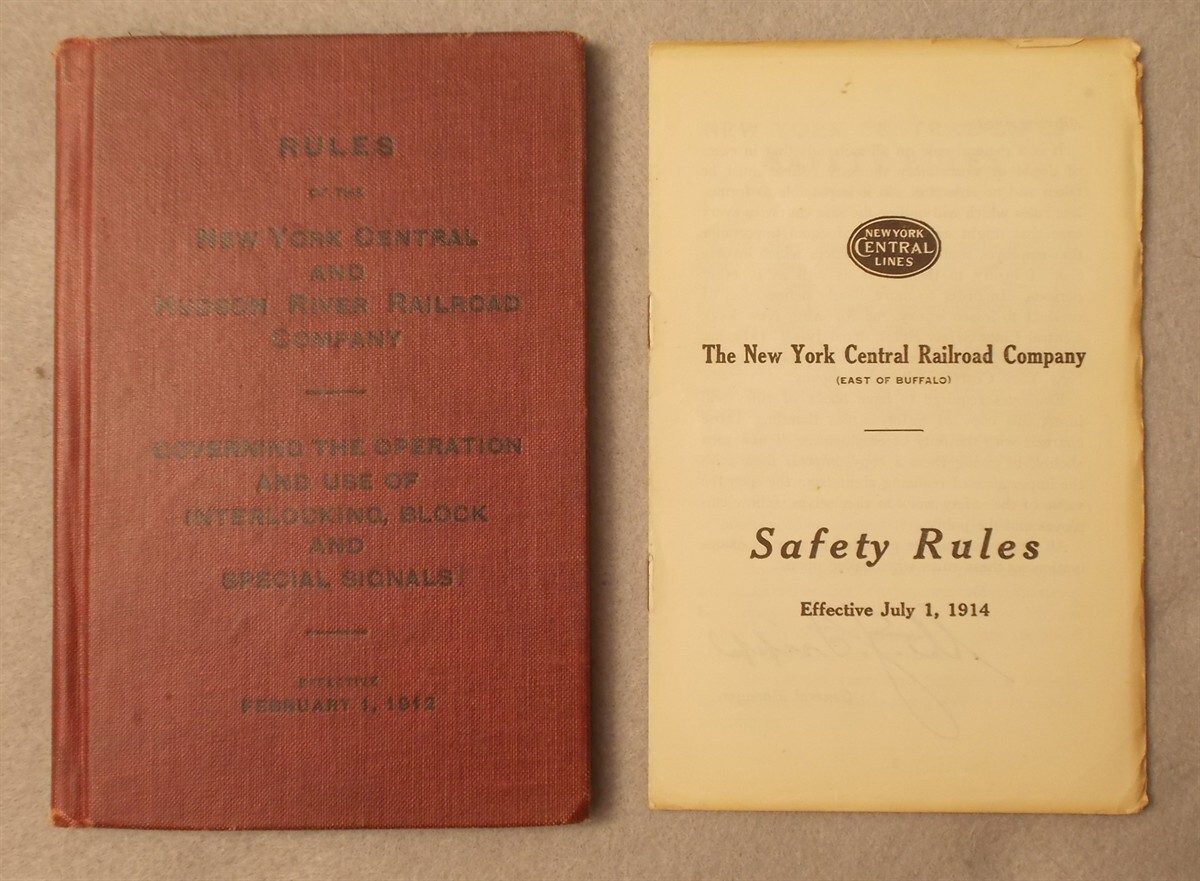 RULES
OF THE
NEW YORK CENTRAL
AND
HUDSON RIVER RAILROAD
COMPANY
GOVERNING THE OPERATION
AND USE OF
INTERLOCKING, BLOCK
AND
SPECIAL SIGNALS
EFFECTIVE
FEBRUARY 1, 1912
NEW YORK
CENTRAL
LINES
The New York Central Railroad Company
(EAST OF BUFFALO)
Safety Rules
Effective July 1, 1914